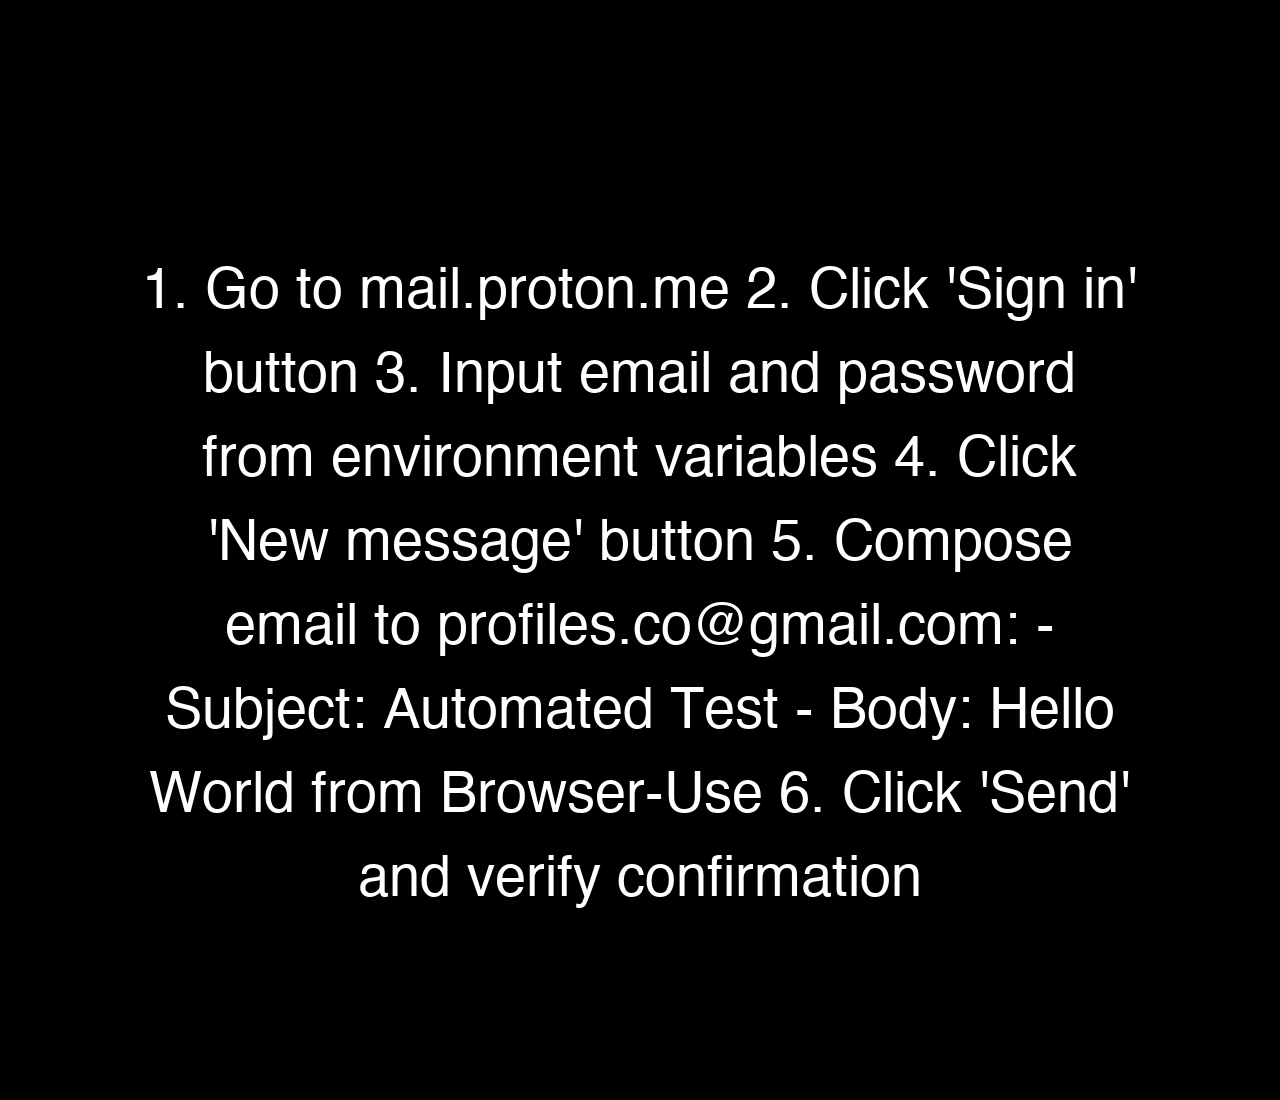 1. Go to mail.proton.me 2. Click 'Sign in'
button 3. Input email and password
from environment variables 4. Click
'New message' button 5. Compose
email to profiles.co@gmail.com: -
Subject: Automated Test - Body: Hello
World from Browser-Use 6. Click 'Send'
and verify confirmation